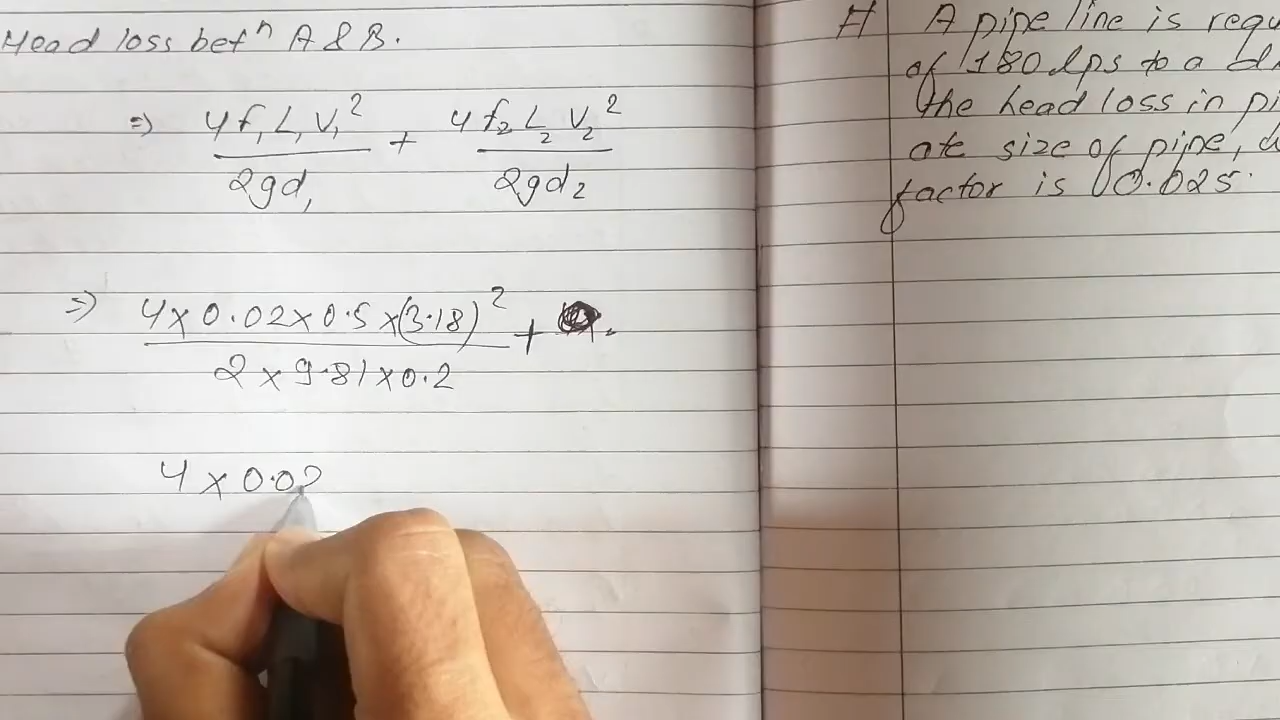 Head loss betⁿ A & B.
⇒ 4f₁L₁V₁² / 2gd₁ + 4f₂L₂V₂² / 2gd₂
⇒ 4×0.02×0.5×(3.18)² / 2×9.81×0.2 +
4×0.02
A pipe line is requ
of 180 lps to a
the head loss in pi
ate size of pipe,
factor is 0.025.